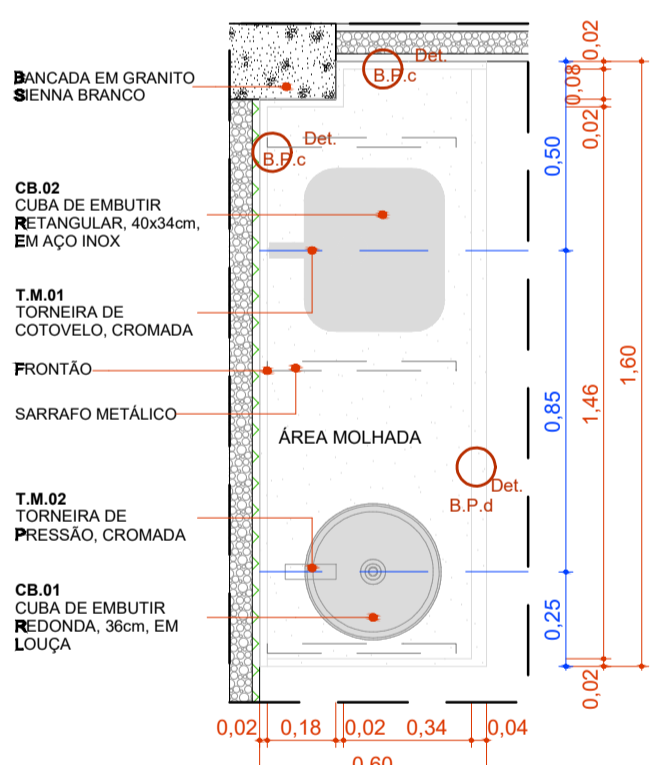 BANCADA EM GRANITO
SIENNA BRANCO
CB.02
CUBA DE EMBUTIR
RETANGULAR, 40x34cm,
EM AÇO INOX
T.M.01
TORNEIRA DE
COTOVELO, CROMADA
FRONTÃO
SARRAFO METÁLICO
T.M.02
TORNEIRA DE
PRESSÃO, CROMADA
CB.01
CUBA DE EMBUTIR
REDONDA, 36cm, EM
LOUÇA
Det.
B.P.c
Det.
B.P.c
ÁREA MOLHADA
Det.
B.P.d
0,50
0,85
0,25
0,02
0,08
0,02
1,46
0,02
1,60
0,02
0,18
0,02
0,34
0,04
0,60